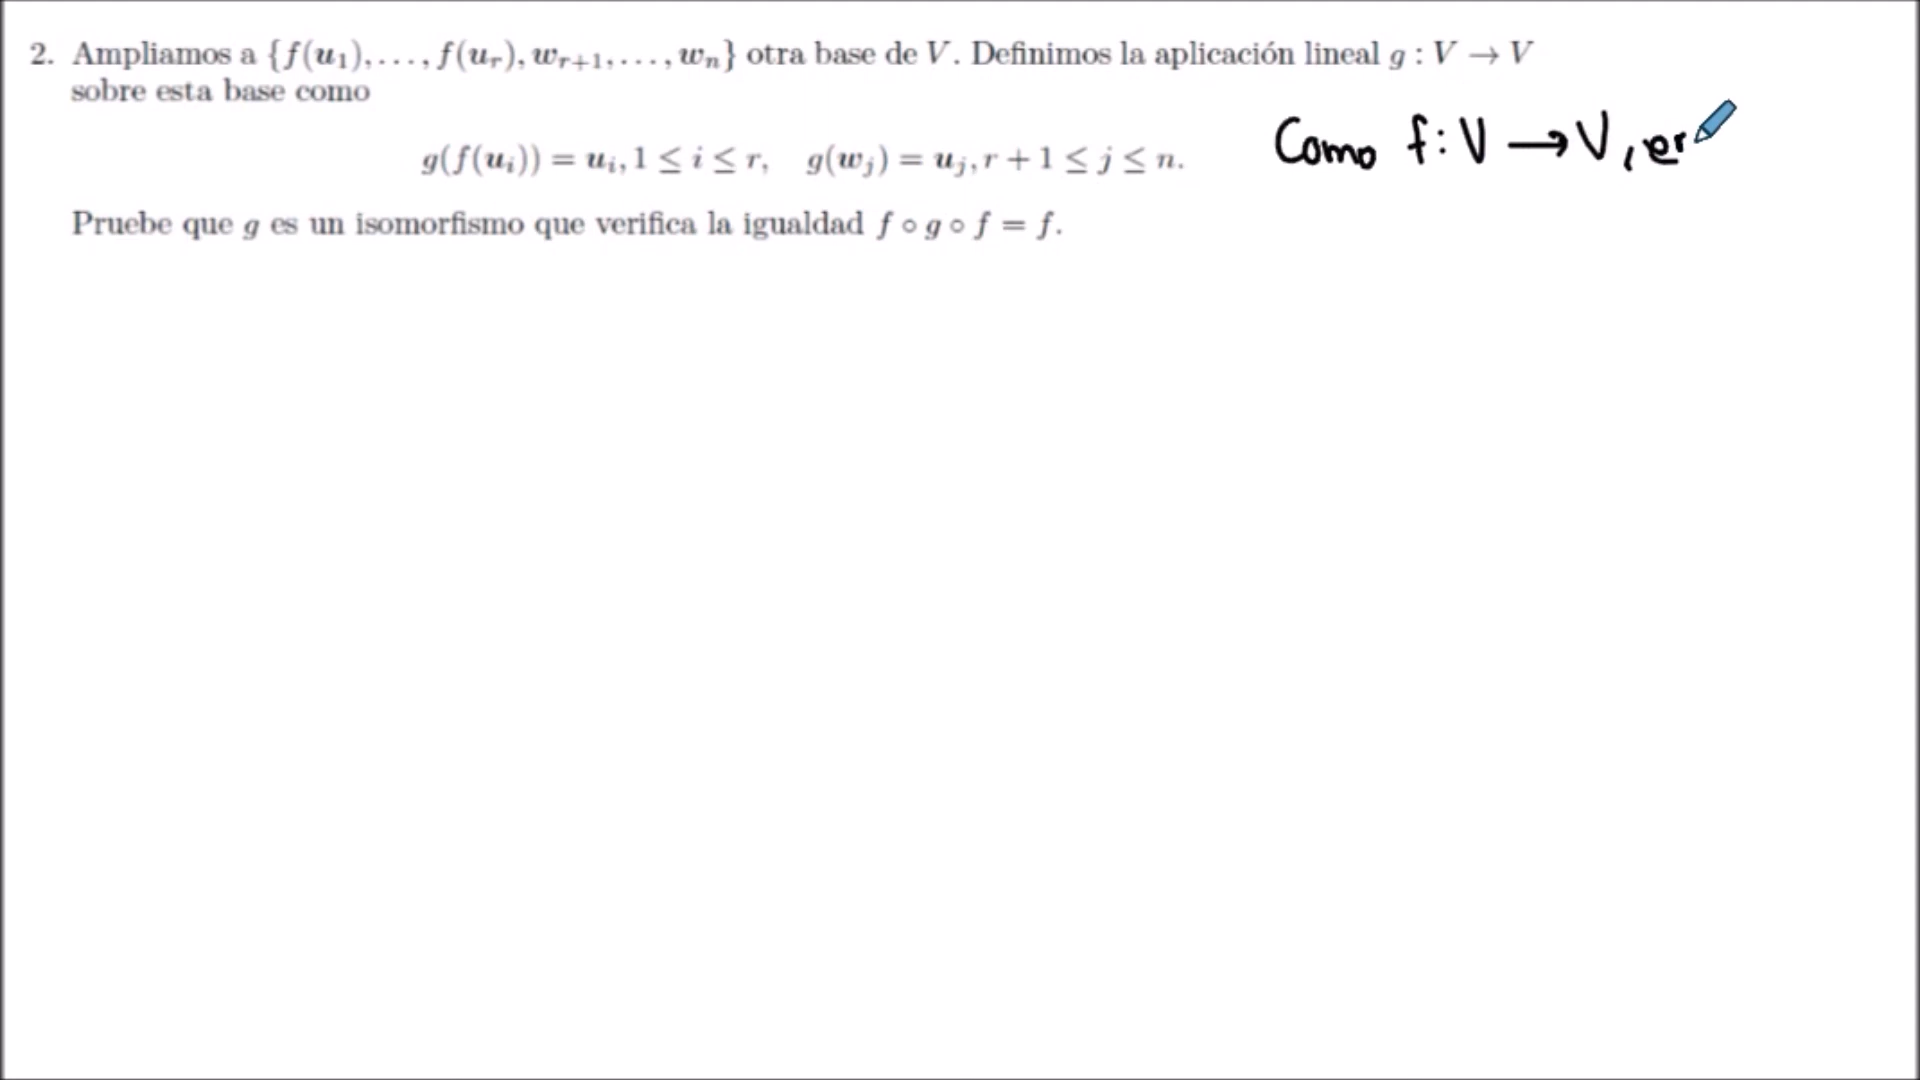 2. Ampliamos a {f(u₁), . . . , f(uᵣ), wᵣ₊₁, . . . , wₙ} otra base de V. Definimos la aplicación lineal g : V → V
sobre esta base como
g(f(uᵢ)) = uᵢ, 1 ≤ i ≤ r,   g(wⱼ) = uⱼ, r + 1 ≤ j ≤ n.
Como f: V → V, er
Pruebe que g es un isomorfismo que verifica la igualdad f ∘ g ∘ f = f.